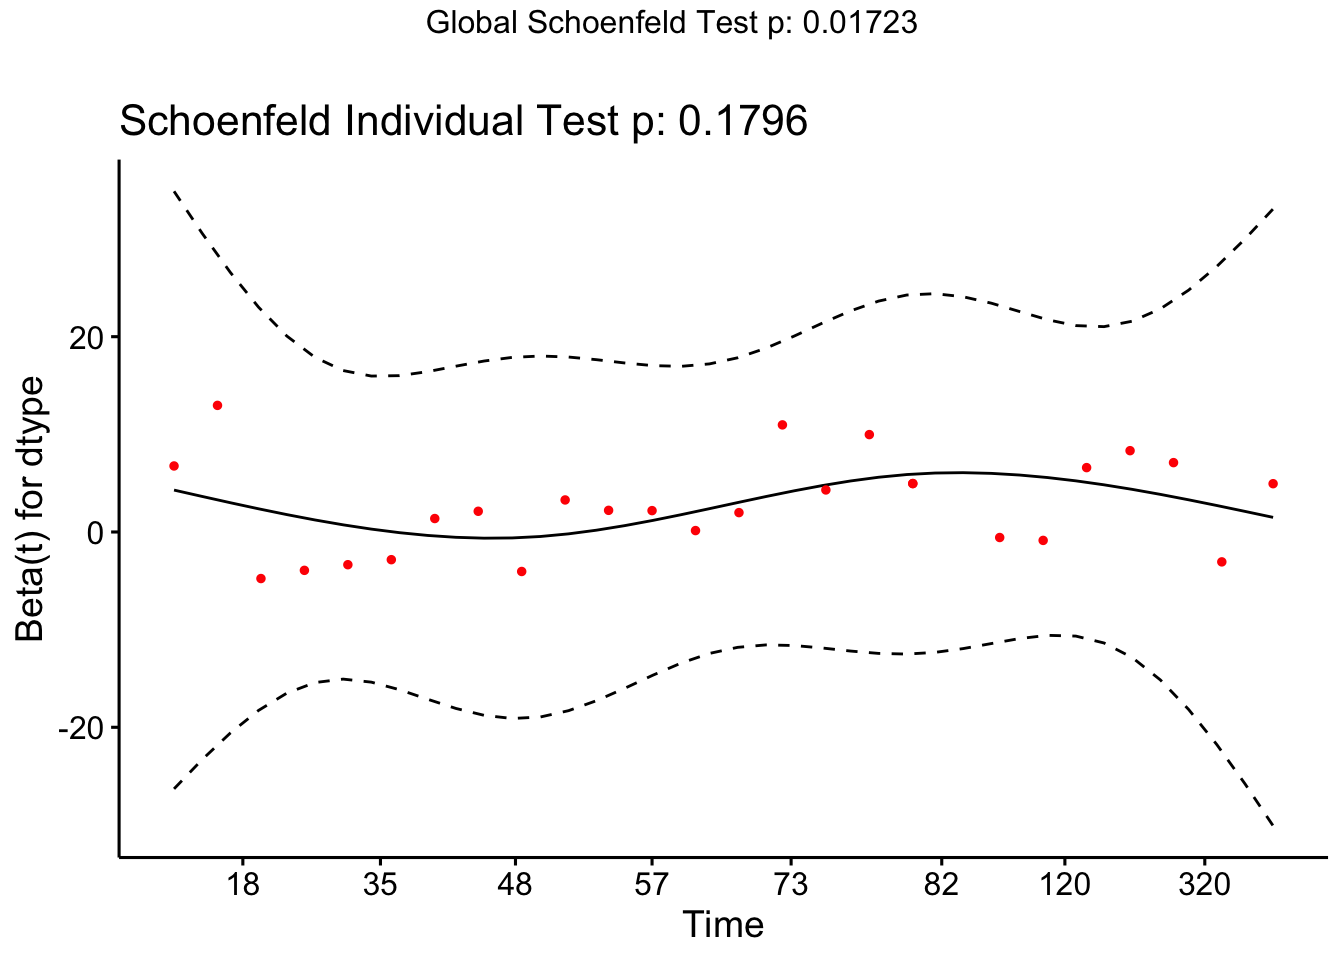 Global Schoenfeld Test p: 0.01723
Schoenfeld Individual Test p: 0.1796
Beta(t) for dtype
20
0
-20
18 35 48 57 73 82 120 320
Time